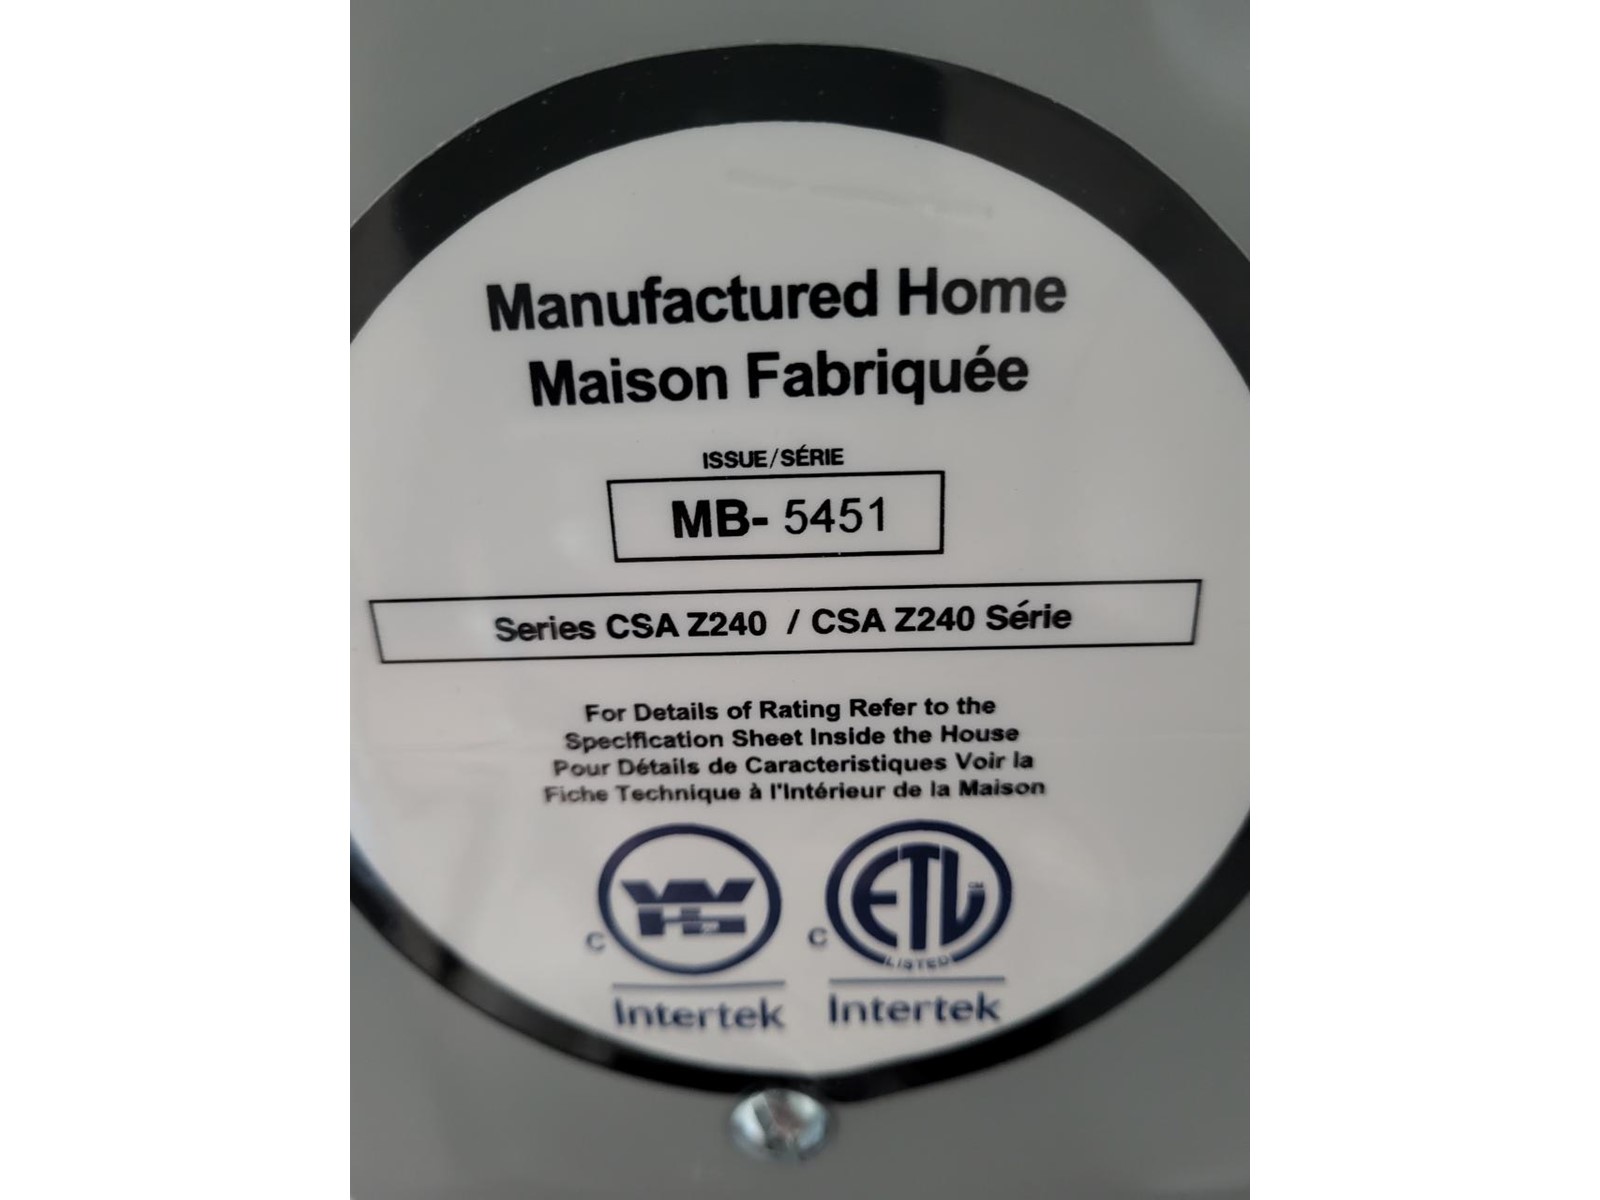 Manufactured Home
Maison Fabriquée
ISSUE/SÉRIE
MB- 5451
Series CSA Z240 / CSA Z240 Série
For Details of Rating Refer to the
Specification Sheet Inside the House
Pour Détails de Caracteristiques Voir la
Fiche Technique à l'Intérieur de la Maison
C WH C ETL
LISTED
Intertek Intertek